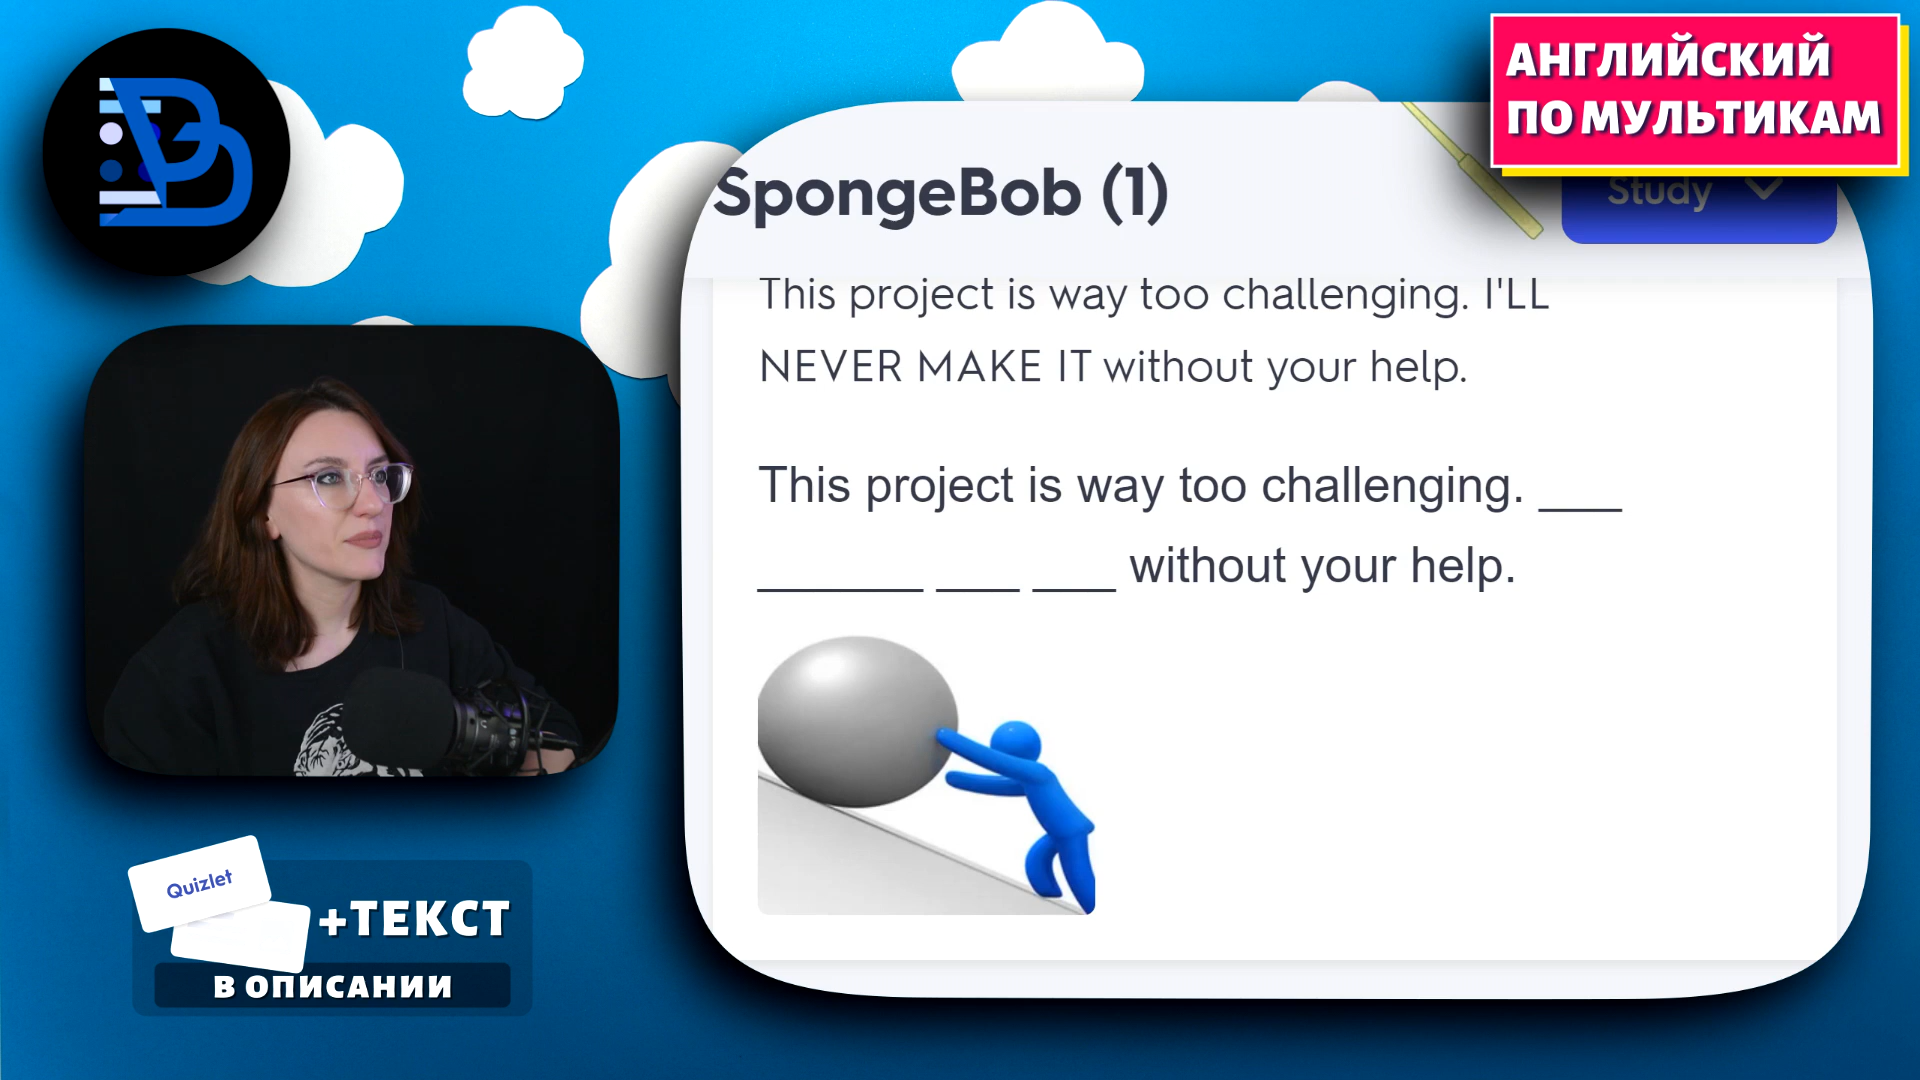 АНГЛИЙСКИЙ
ПО МУЛЬТИКАМ
SpongeBob (1)
Study
This project is way too challenging. I'LL
NEVER MAKE IT without your help.
This project is way too challenging. ___
______ ___ ___ without your help.
Quizlet
+ТЕКСТ
В ОПИСАНИИ